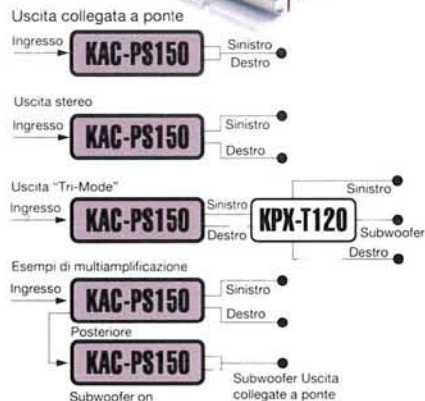 Uscita collegata a ponte
Ingresso
KAC-PS150
Sinistro
Destro
Uscita stereo
Ingresso
KAC-PS150
Sinistro
Destro
Uscita "Tri-Mode"
Ingresso
KAC-PS150
Sinistro
Destro
KPX-T120
Sinistro
Subwoofer
Destro
Esempi di multiamplificazione
Ingresso
KAC-PS150
Sinistro
Destro
Posteriore
KAC-PS150
Subwoofer on
Subwoofer Uscita
collegate a ponte